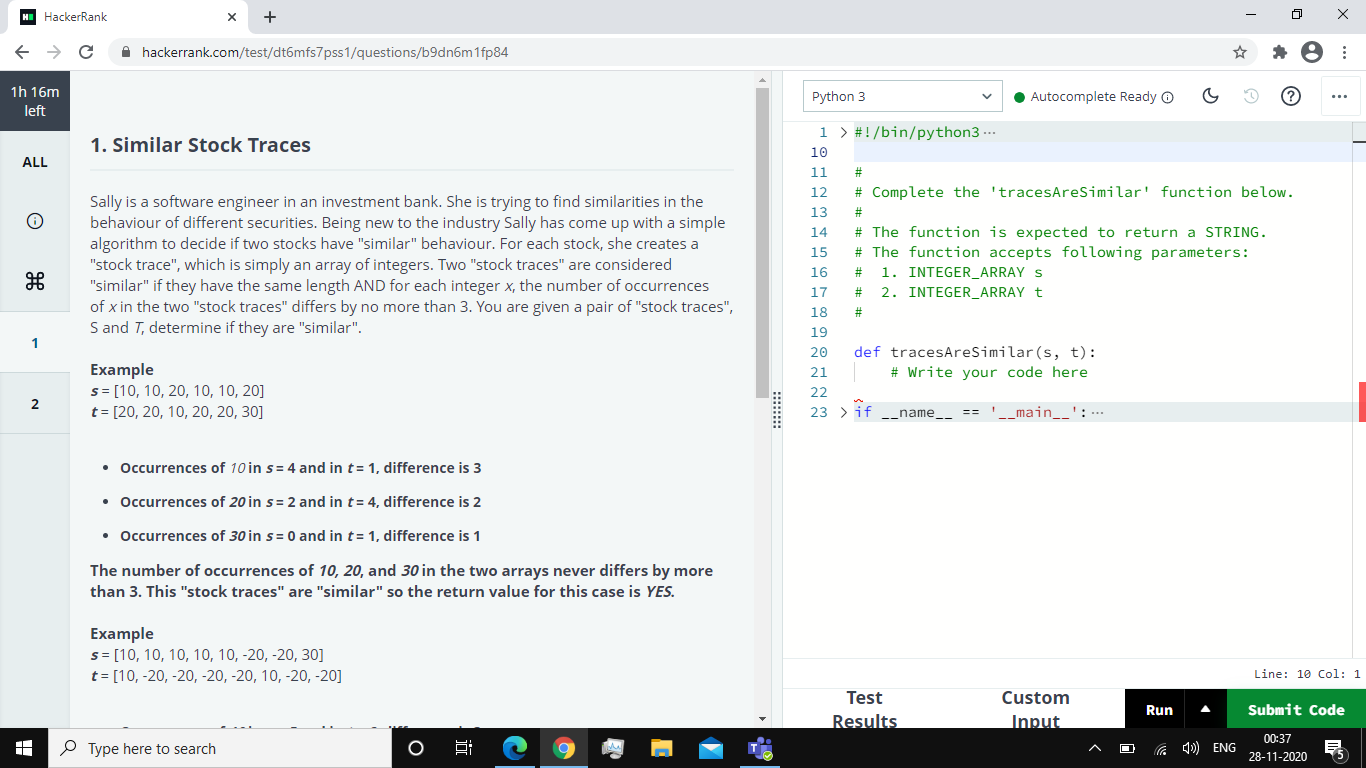 HackerRank
hackerrank.com/test/dt6mfs7pss1/questions/b9dn6m1fp84
1h 16m
left
ALL
1
2
1. Similar Stock Traces
Sally is a software engineer in an investment bank. She is trying to find similarities in the
behaviour of different securities. Being new to the industry Sally has come up with a simple
algorithm to decide if two stocks have "similar" behaviour. For each stock, she creates a
"stock trace", which is simply an array of integers. Two "stock traces" are considered
"similar" if they have the same length AND for each integer x, the number of occurrences
of x in the two "stock traces" differs by no more than 3. You are given a pair of "stock traces",
S and T, determine if they are "similar".
Example
s = [10, 10, 20, 10, 10, 20]
t = [20, 20, 10, 20, 20, 30]
• Occurrences of 10 in s = 4 and in t = 1, difference is 3
• Occurrences of 20 in s = 2 and in t = 4, difference is 2
• Occurrences of 30 in s = 0 and in t = 1, difference is 1
The number of occurrences of 10, 20, and 30 in the two arrays never differs by more
than 3. This "stock traces" are "similar" so the return value for this case is YES.
Example
s = [10, 10, 10, 10, 10, -20, -20, 30]
t = [10, -20, -20, -20, -20, 10, -20, -20]
Python 3
Autocomplete Ready
1 #!/bin/python3 ...
10
11 #
12 # Complete the 'tracesAreSimilar' function below.
13 #
14 # The function is expected to return a STRING.
15 # The function accepts following parameters:
16 #  1. INTEGER_ARRAY s
17 #  2. INTEGER_ARRAY t
18 #
19
20 def tracesAreSimilar(s, t):
21     # Write your code here
22
23 if __name__ == '__main__': ...
Line: 10 Col: 1
Test
Results
Custom
Input
Run
Submit Code
Type here to search
ENG
00:37
28-11-2020
5